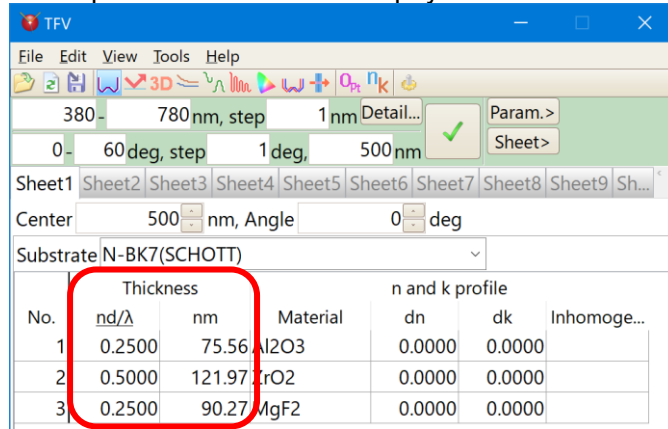 TFV
File Edit View Tools Help
3D Opt nk
380 - 780 nm, step 1 nm Detail... Param.>
0 - 60 deg, step 1 deg, 500 nm Sheet>
Sheet1 Sheet2 Sheet3 Sheet4 Sheet5 Sheet6 Sheet7 Sheet8 Sheet9 Sh...
Center 500 nm, Angle 0 deg
Substrate N-BK7(SCHOTT)
Thickness n and k profile
No. nd/λ nm Material dn dk Inhomoge...
1 0.2500 75.56 Al2O3 0.0000 0.0000
2 0.5000 121.97 ZrO2 0.0000 0.0000
3 0.2500 90.27 MgF2 0.0000 0.0000